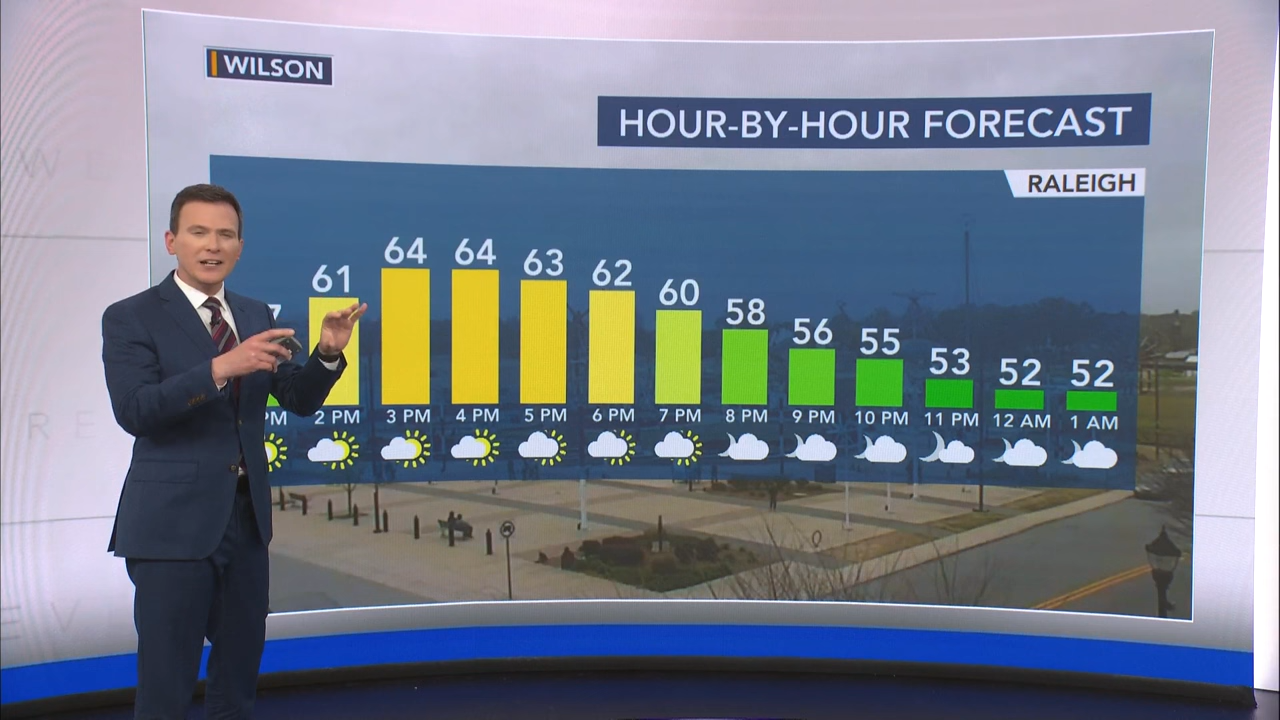 WILSON
HOUR-BY-HOUR FORECAST
RALEIGH
61 64 64 63 62 60 58 56 55 53 52 52
2 PM 3 PM 4 PM 5 PM 6 PM 7 PM 8 PM 9 PM 10 PM 11 PM 12 AM 1 AM